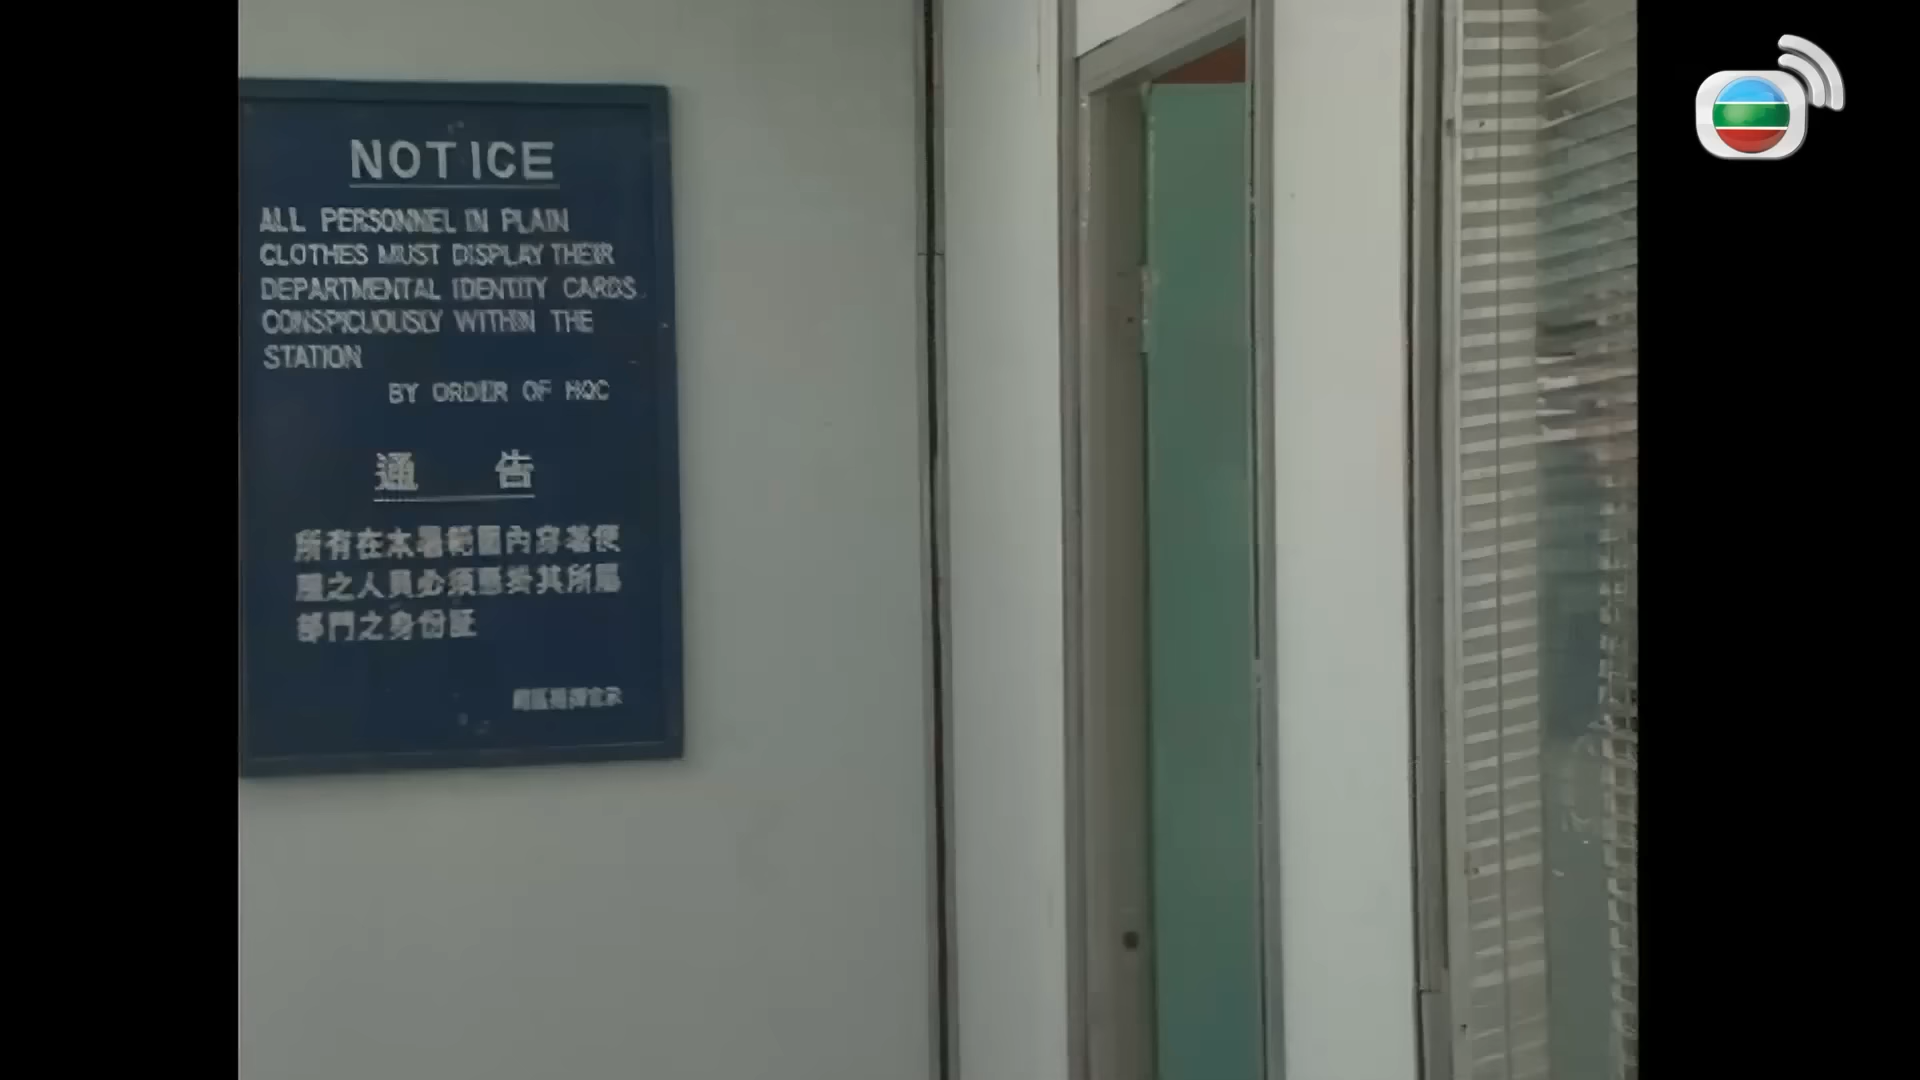 NOTICE
ALL PERSONNEL IN PLAIN
CLOTHES MUST DISPLAY THEIR
DEPARTMENTAL IDENTITY CARDS
CONSPICUOUSLY WITHIN THE
STATION
BY ORDER OF HQC
通告
所有在本署範圍內穿著便
服之人員必須懸掛其所屬
部門之身份証